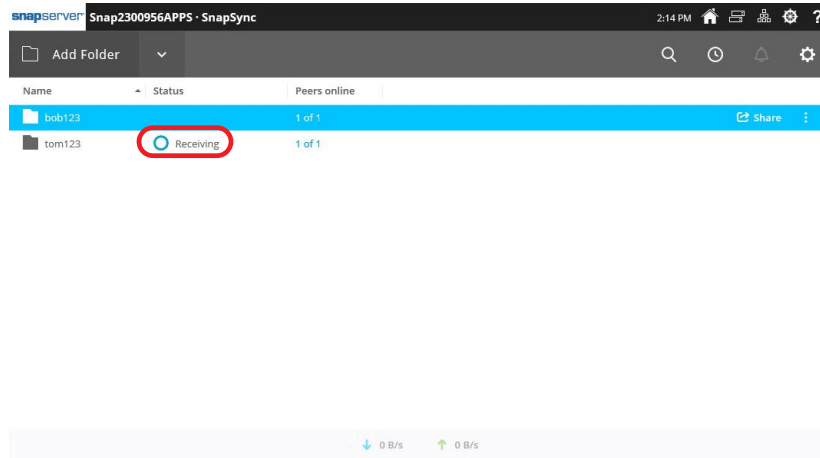 snapserver Snap2300956APPS · SnapSync 2:14 PM ?
Add Folder
Name Status Peers online
bob123 1 of 1 Share
tom123 Receiving 1 of 1
0 B/s 0 B/s